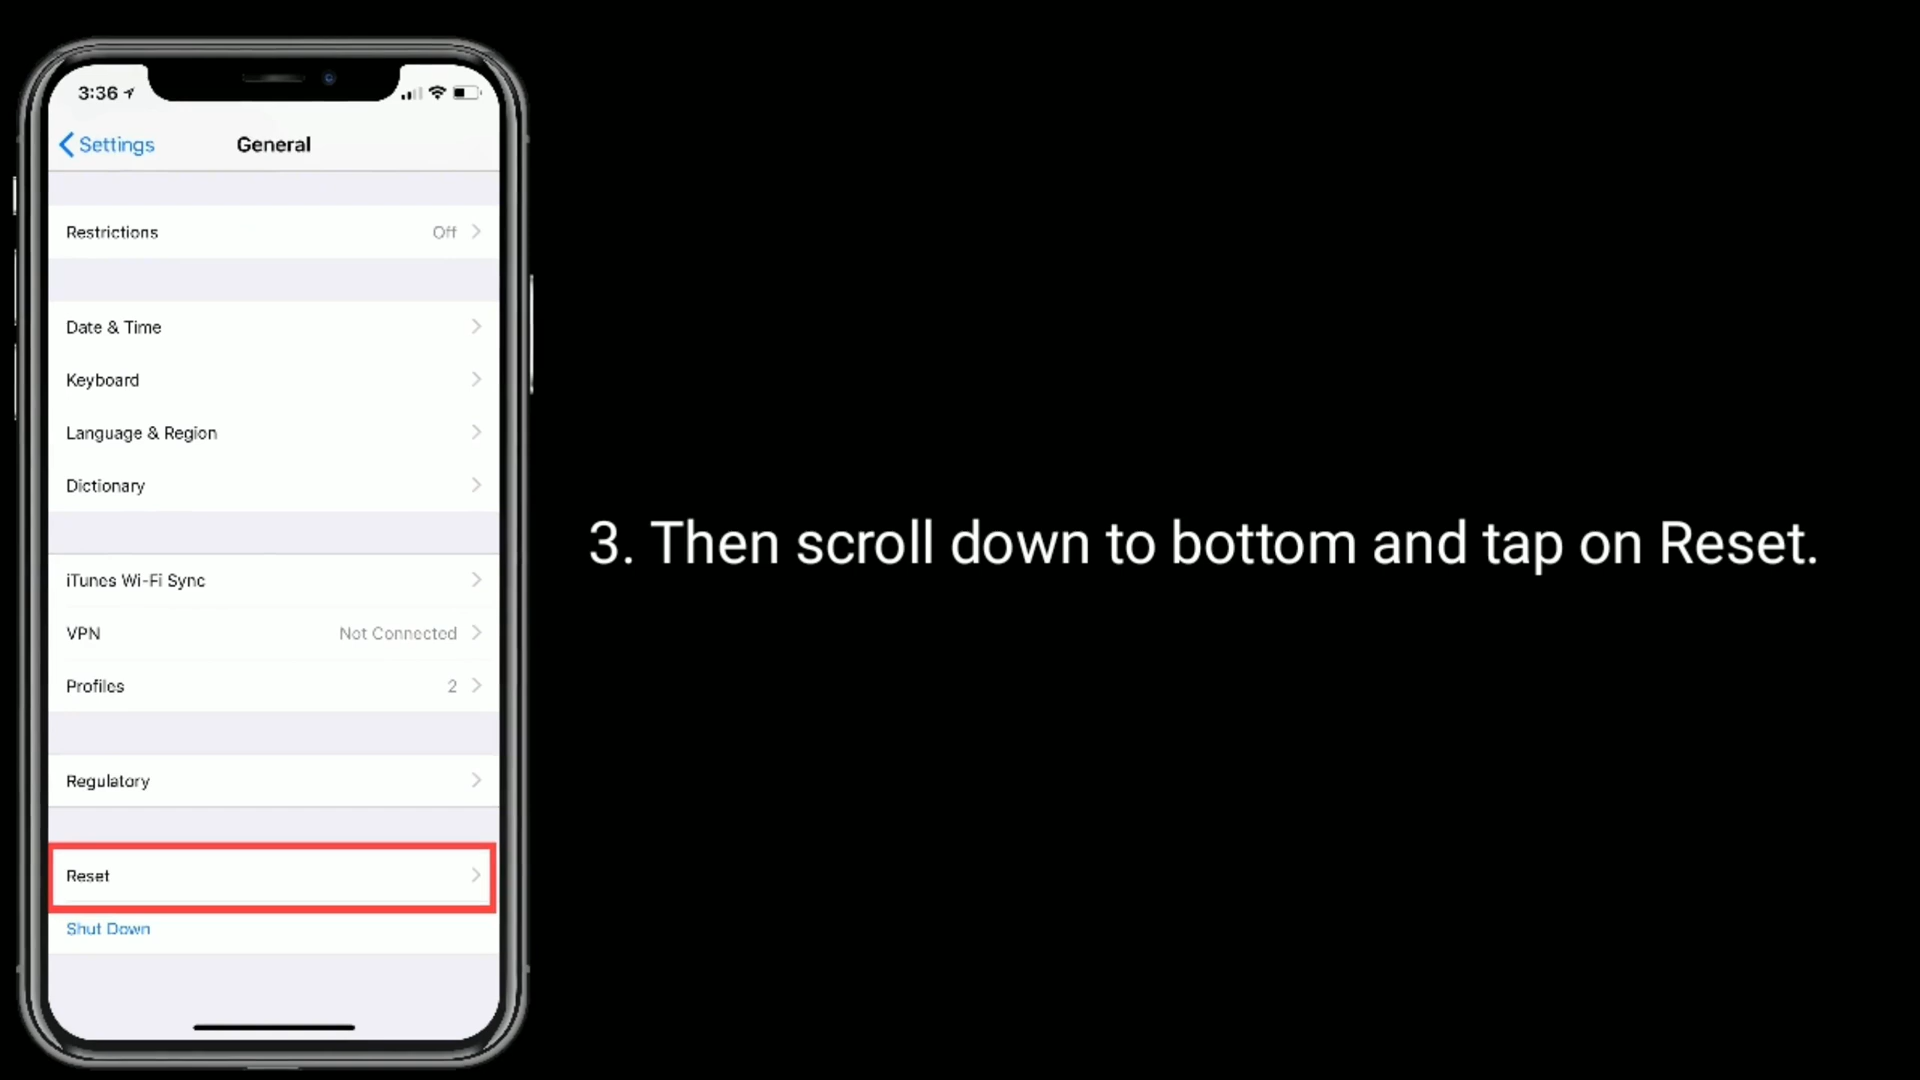 3:36
Settings
General
Restrictions Off
Date & Time
Keyboard
Language & Region
Dictionary
iTunes Wi-Fi Sync
VPN Not Connected
Profiles 2
Regulatory
Reset
Shut Down
3. Then scroll down to bottom and tap on Reset.